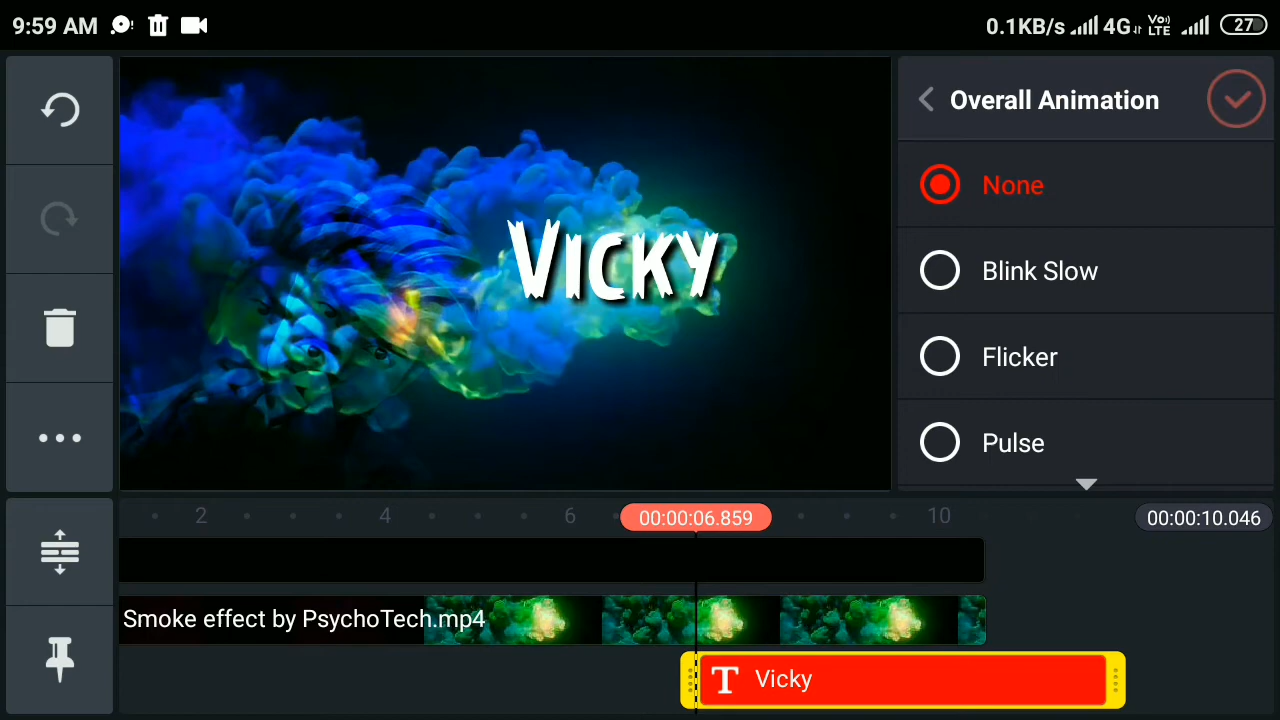 9:59 AM 0.1KB/s 4G Vo) LTE 27
Overall Animation
None
VICKY
Blink Slow
Flicker
Pulse
2 4 6 00:00:06.859 10 00:00:10.046
Smoke effect by PsychoTech.mp4
T Vicky